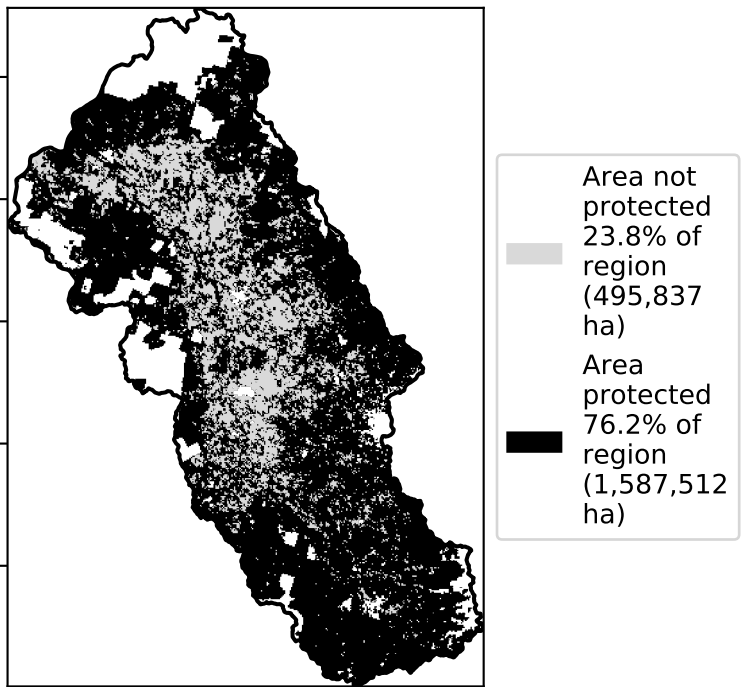 Area not
protected
23.8% of
region
(495,837
ha)
Area
protected
76.2% of
region
(1,587,512
ha)